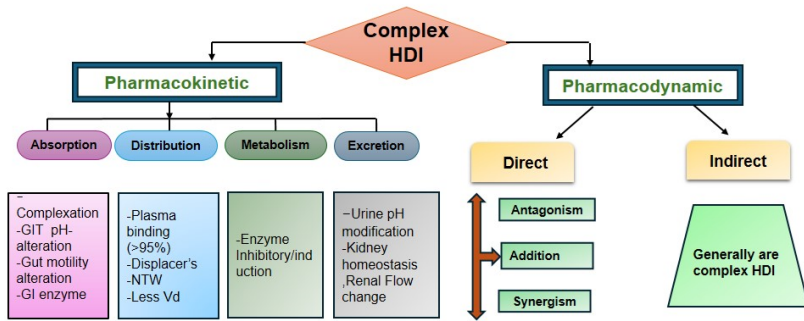 Complex
HDI
Pharmacokinetic
Pharmacodynamic
Absorption
Distribution
Metabolism
Excretion
Direct
Indirect
–
Complexation
-GIT pH-
alteration
-Gut motility
alteration
-GI enzyme
-Plasma
binding
(>95%)
-Displacer’s
-NTW
-Less Vd
-Enzyme
Inhibitory/ind
uction
–Urine pH
modification
-Kidney
homeostasis
,Renal Flow
change
Antagonism
Addition
Synergism
Generally are
complex HDI